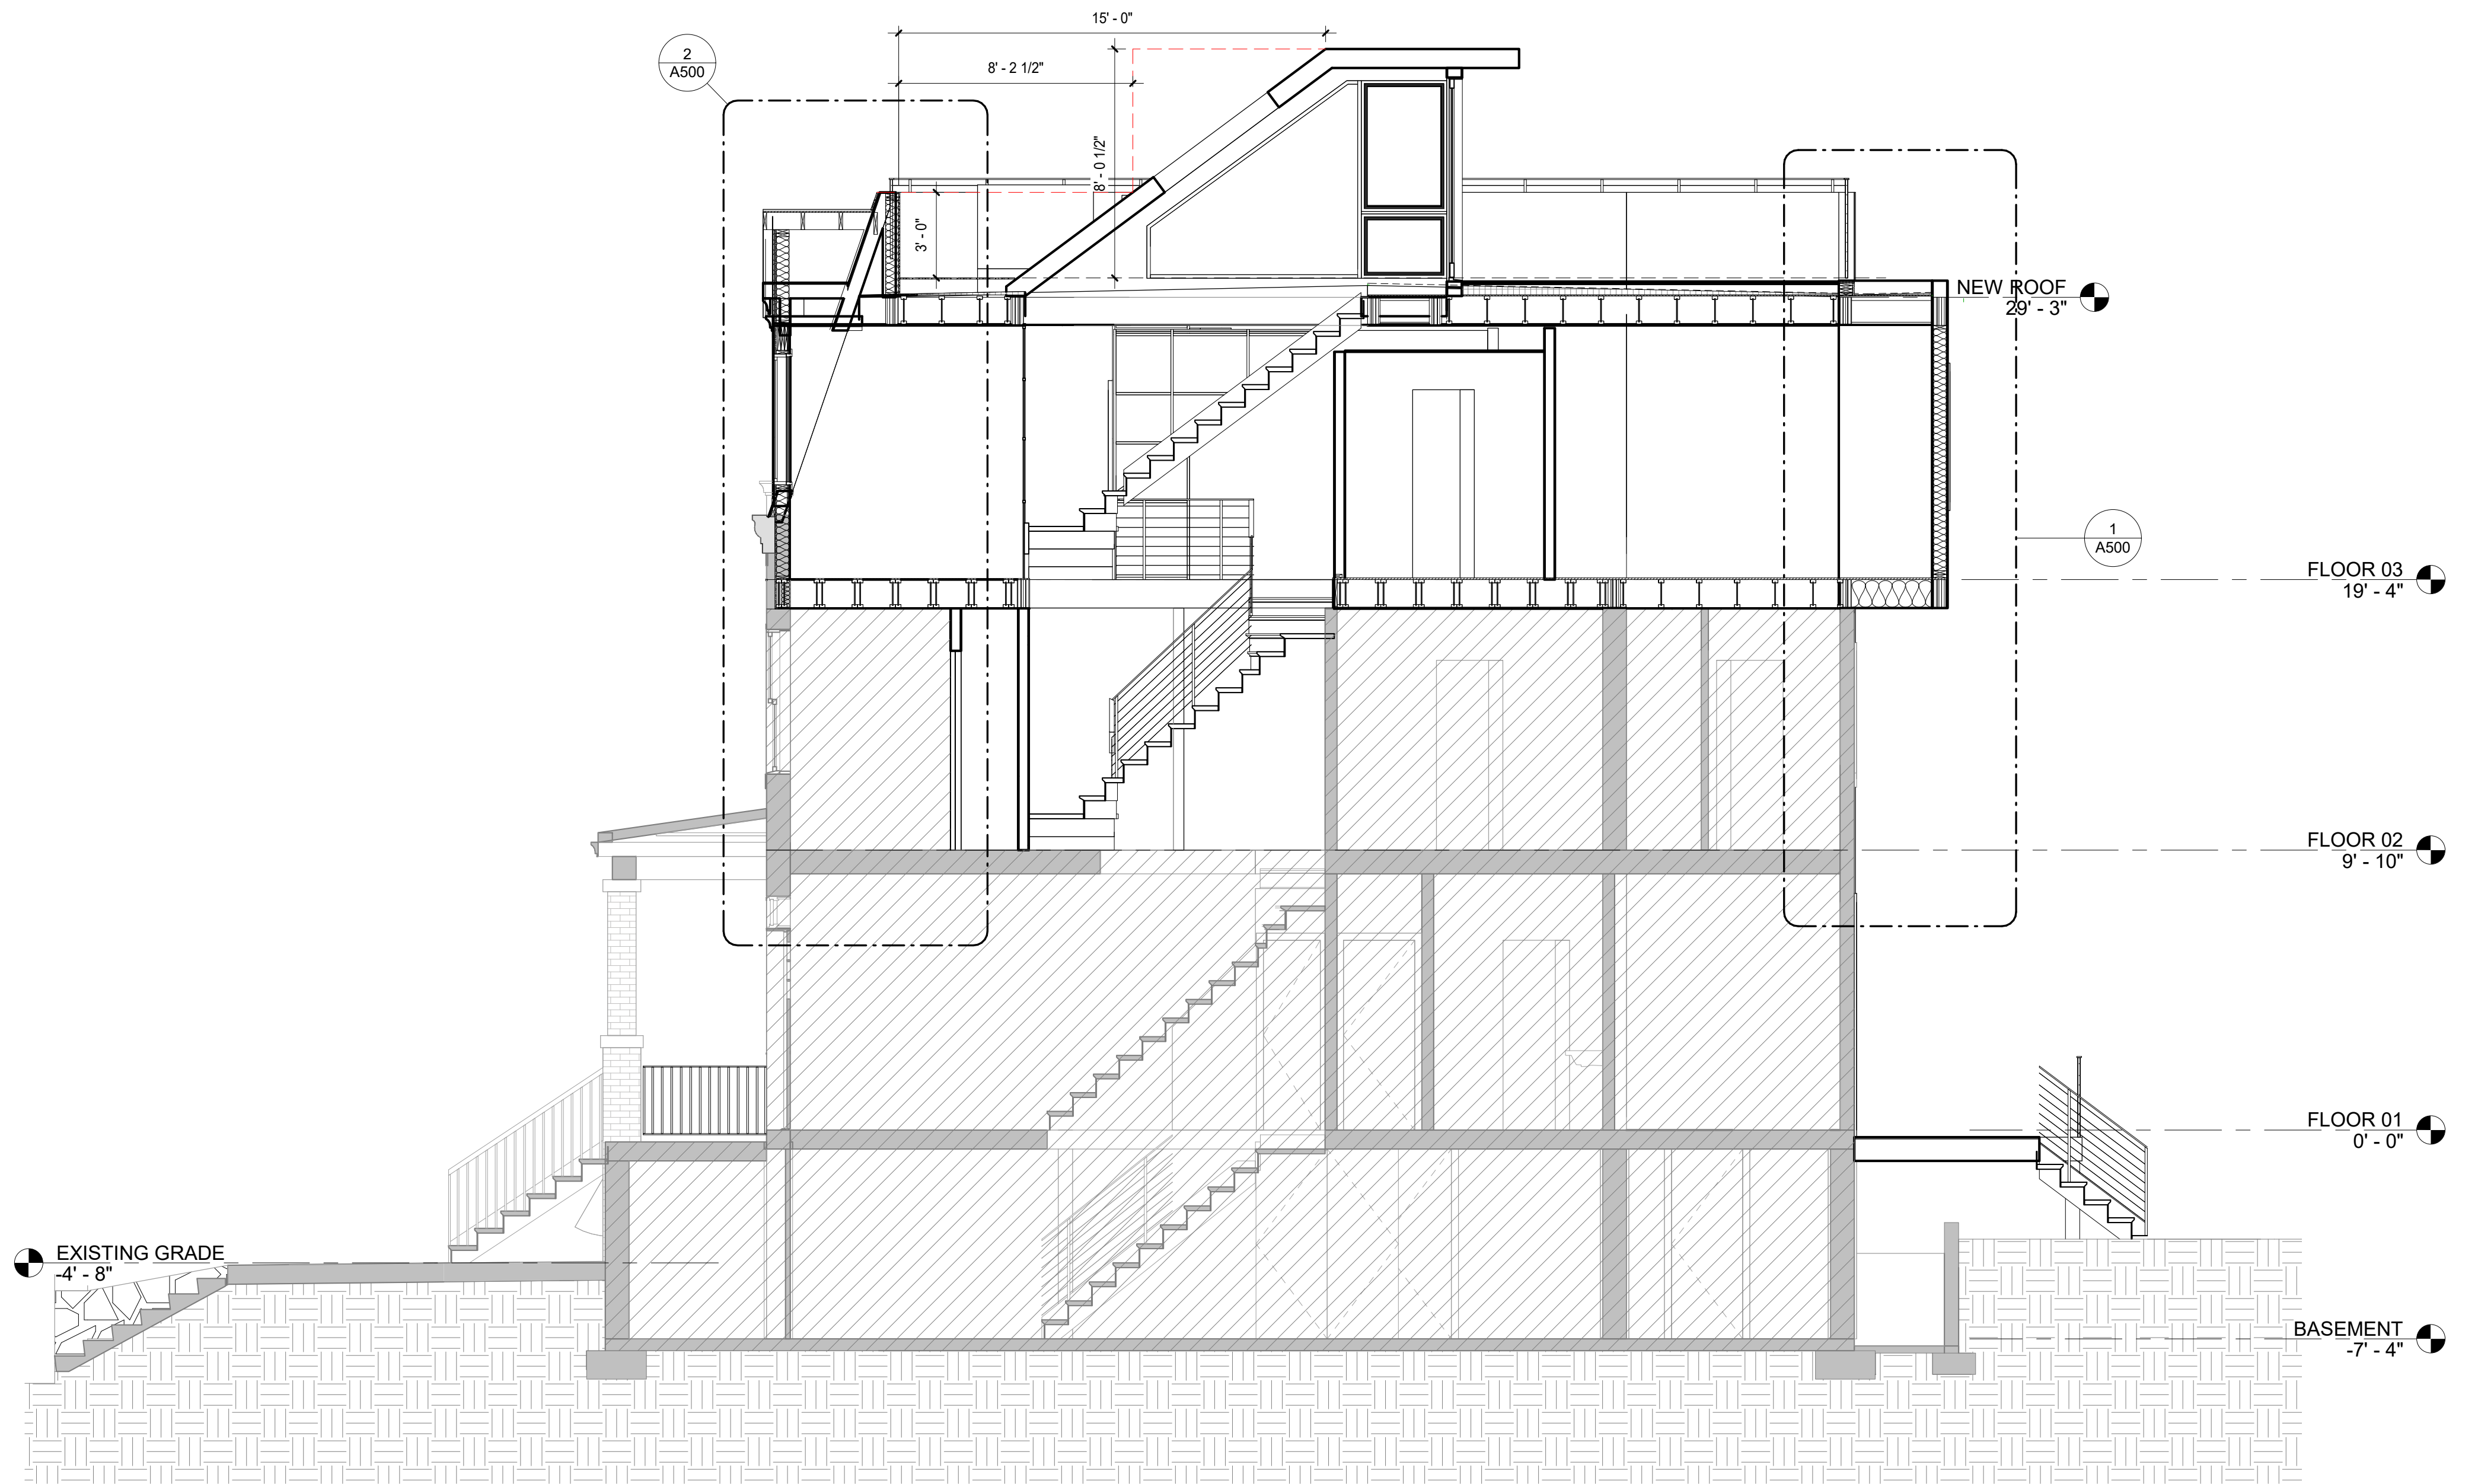 15' - 0"
2
A500
8' - 2 1/2"
8' - 0 1/2"
3' - 0"
NEW ROOF
29' - 3"
1
A500
FLOOR 03
19' - 4"
FLOOR 02
9' - 10"
FLOOR 01
0' - 0"
EXISTING GRADE
-4' - 8"
BASEMENT
-7' - 4"